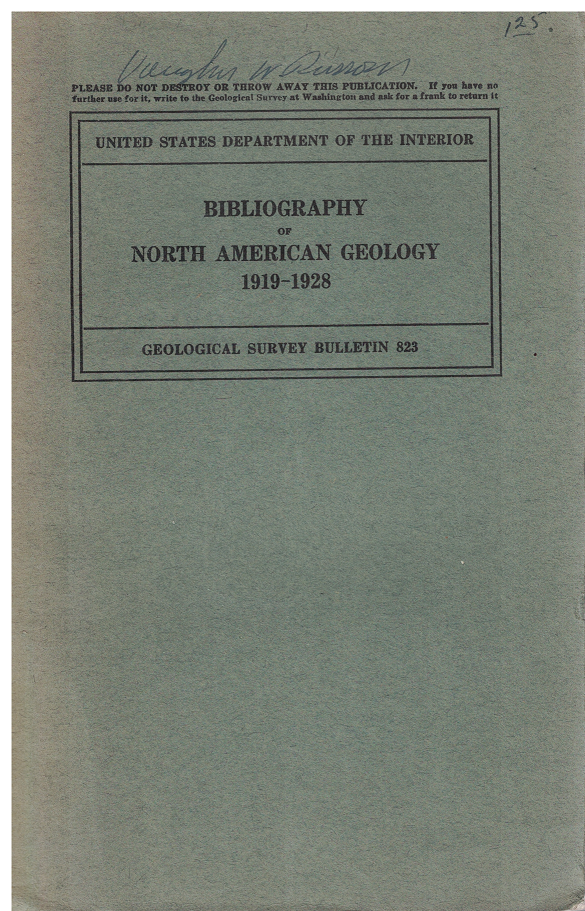 125.
Vaughn W
PLEASE DO NOT DESTROY OR THROW AWAY THIS PUBLICATION. If you have no
further use for it, write to the Geological Survey at Washington and ask for a frank to return it
UNITED STATES DEPARTMENT OF THE INTERIOR
BIBLIOGRAPHY
OF
NORTH AMERICAN GEOLOGY
1919–1928
GEOLOGICAL SURVEY BULLETIN 823